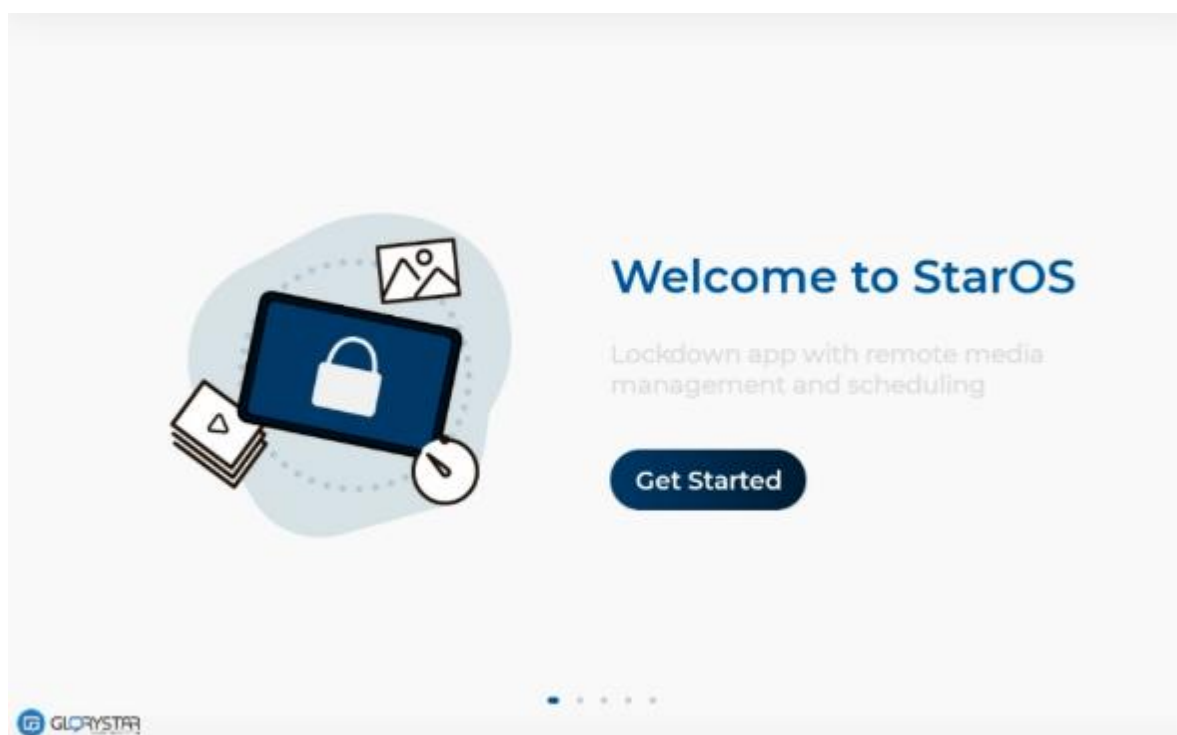 Welcome to StarOS
Lockdown app with remote media
management and scheduling
Get Started
GLORYSTAR